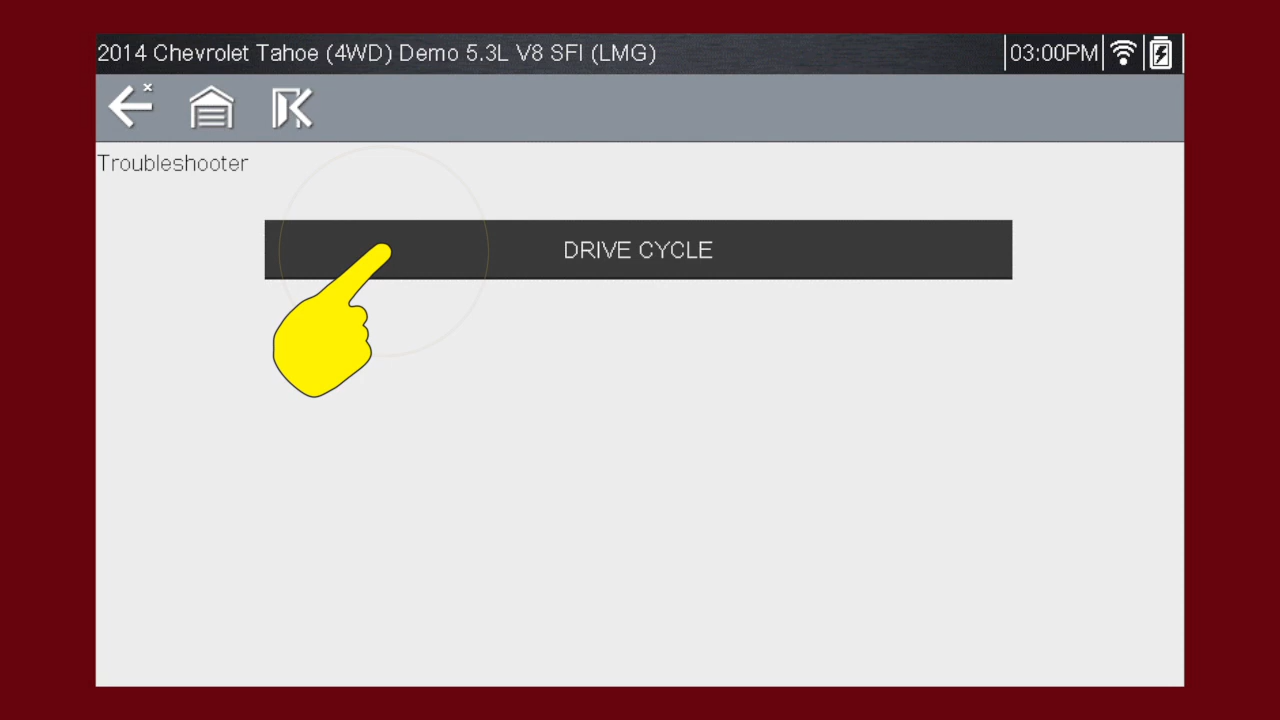 2014 Chevrolet Tahoe (4WD) Demo 5.3L V8 SFI (LMG)
03:00PM
Troubleshooter
DRIVE CYCLE